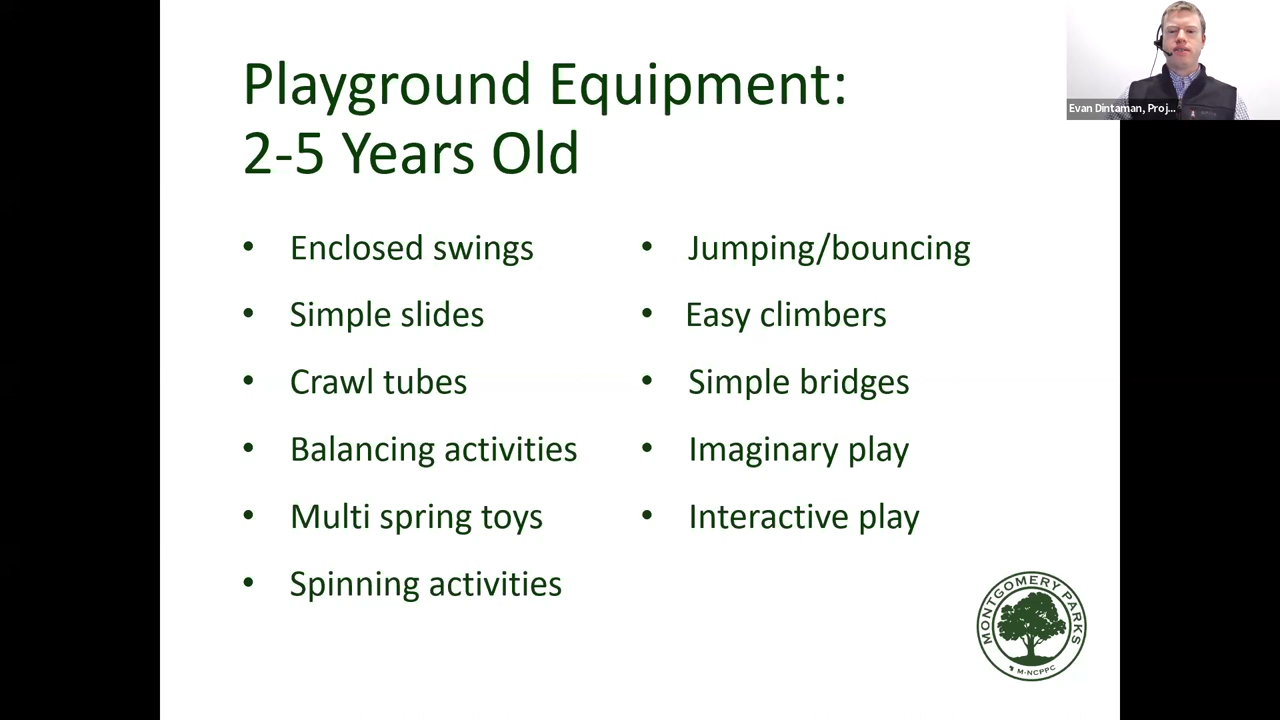 Playground Equipment:
2-5 Years Old
• Enclosed swings
• Simple slides
• Crawl tubes
• Balancing activities
• Multi spring toys
• Spinning activities
• Jumping/bouncing
• Easy climbers
• Simple bridges
• Imaginary play
• Interactive play
Evan Dintaman, Proj...
MONTGOMERY PARKS
M-NCPPC